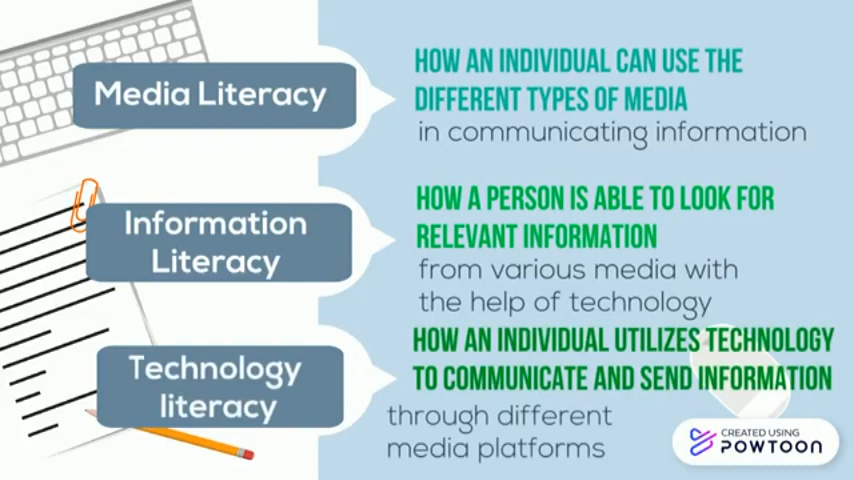 Media Literacy
HOW AN INDIVIDUAL CAN USE THE
DIFFERENT TYPES OF MEDIA
in communicating information
Information
Literacy
HOW A PERSON IS ABLE TO LOOK FOR
RELEVANT INFORMATION
from various media with
the help of technology
Technology
literacy
HOW AN INDIVIDUAL UTILIZES TECHNOLOGY
TO COMMUNICATE AND SEND INFORMATION
through different
media platforms
CREATED USING
POWTOON